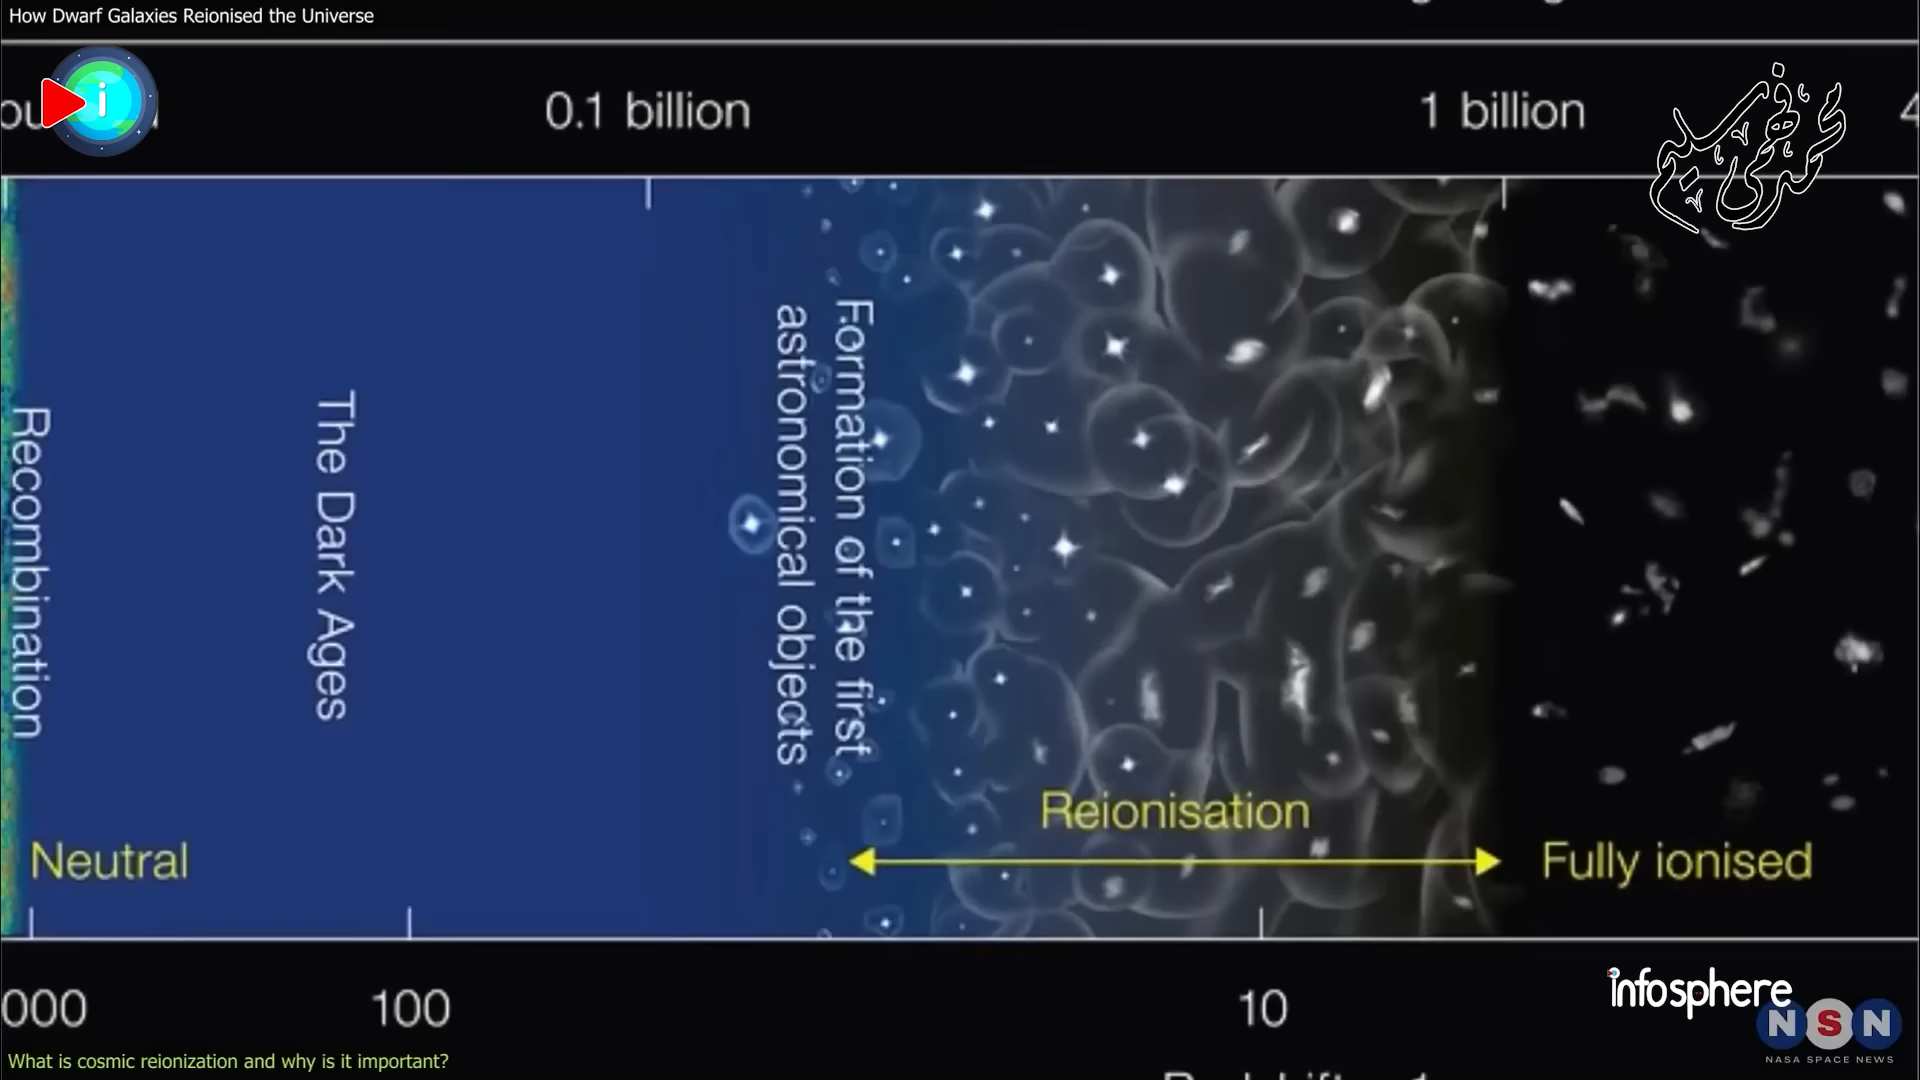 How Dwarf Galaxies Reionised the Universe
i
0.1 billion
1 billion
4
Recombination
The Dark Ages
Formation of the first
astronomical objects
Reionisation
Neutral
Fully ionised
000
100
10
infosphere
NSN
NASA SPACE NEWS
What is cosmic reionization and why is it important?